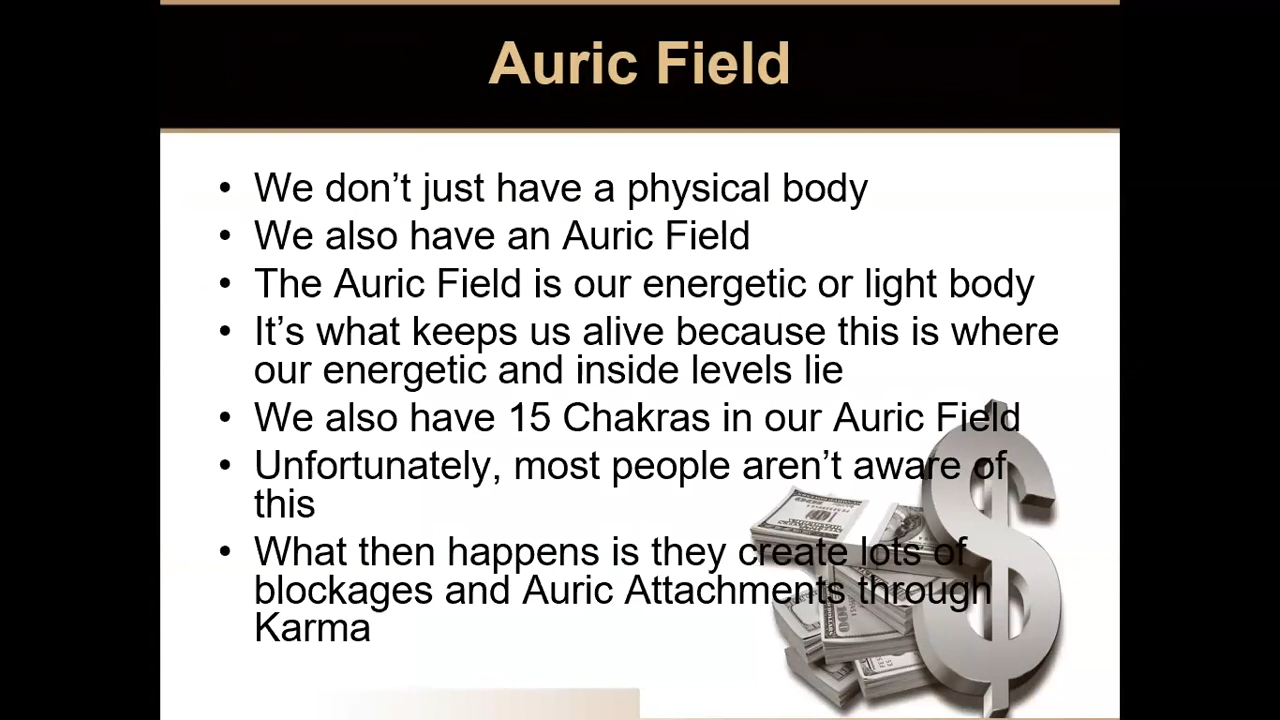 Auric Field
• We don’t just have a physical body
• We also have an Auric Field
• The Auric Field is our energetic or light body
• It’s what keeps us alive because this is where
our energetic and inside levels lie
• We also have 15 Chakras in our Auric Field
• Unfortunately, most people aren’t aware of
this
• What then happens is they create lots of
blockages and Auric Attachments through
Karma